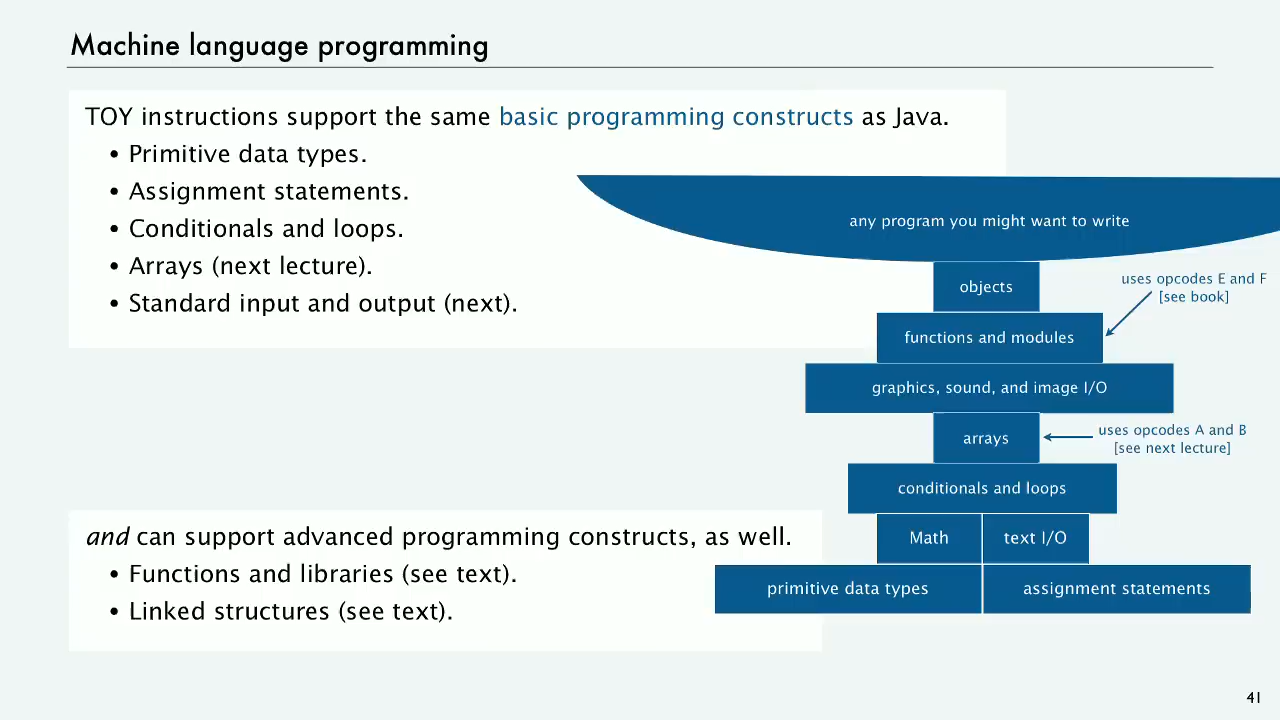 Machine language programming
TOY instructions support the same basic programming constructs as Java.
• Primitive data types.
• Assignment statements.
• Conditionals and loops.
• Arrays (next lecture).
• Standard input and output (next).
and can support advanced programming constructs, as well.
• Functions and libraries (see text).
• Linked structures (see text).
any program you might want to write
objects
uses opcodes E and F
[see book]
functions and modules
graphics, sound, and image I/O
arrays
uses opcodes A and B
[see next lecture]
conditionals and loops
Math
text I/O
primitive data types
assignment statements
41